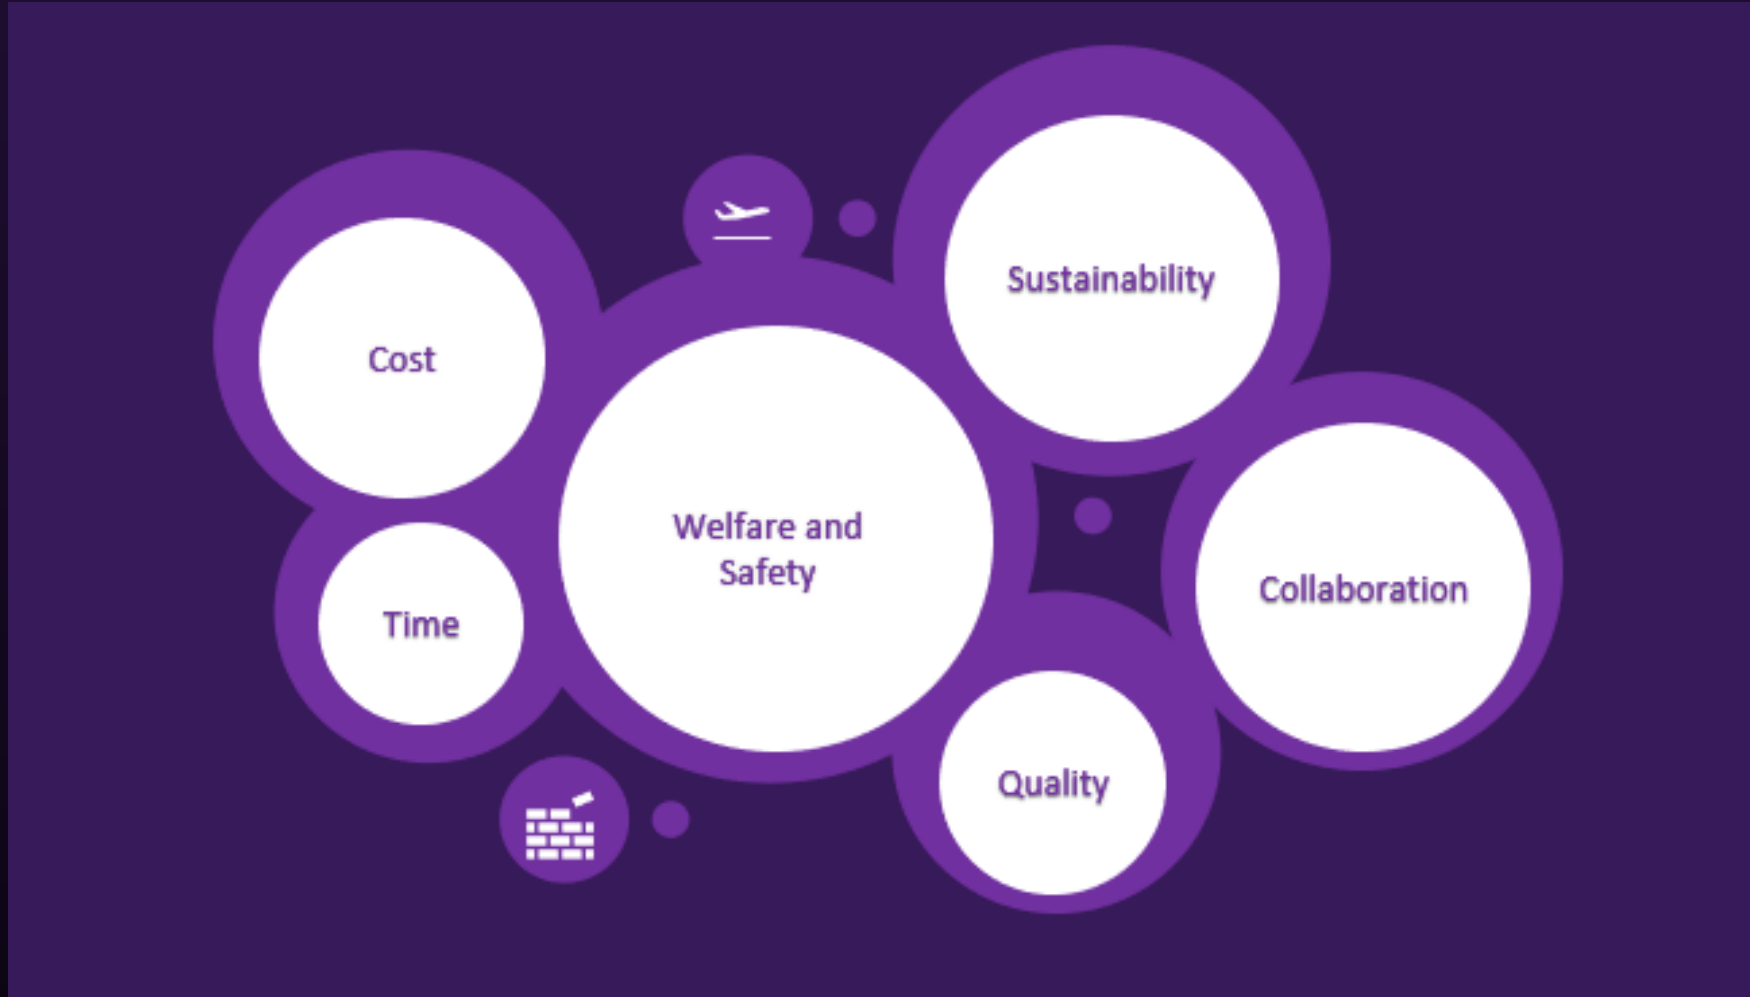 Sustainability
Cost
Welfare and
Safety
Collaboration
Time
Quality